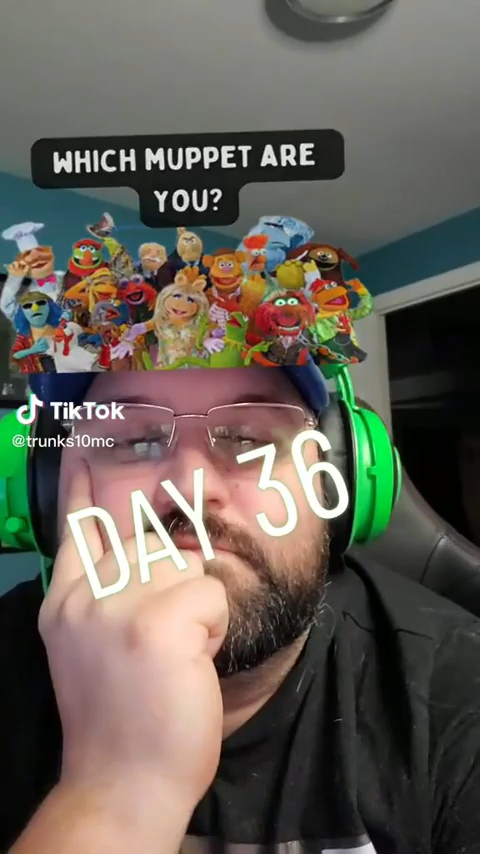 WHICH MUPPET ARE
YOU?
TikTok
@trunks10mc
DAY 36